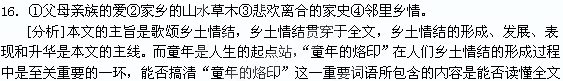 16．①父母亲族的爱②家乡的山水草木③悲欢离合的家史④邻里乡情。
[分析]本文的主旨是歌颂乡土情结，乡土情结贯穿于全文，乡土情结的形成、发展、表
现和升华是本文的主线。而童年是人生的起点站，“童年的烙印”在人们乡土情结的形成过程
中是至关重要的一环，能否搞清“童年的烙印”这一重要词语所包含的内容是能否读懂全文